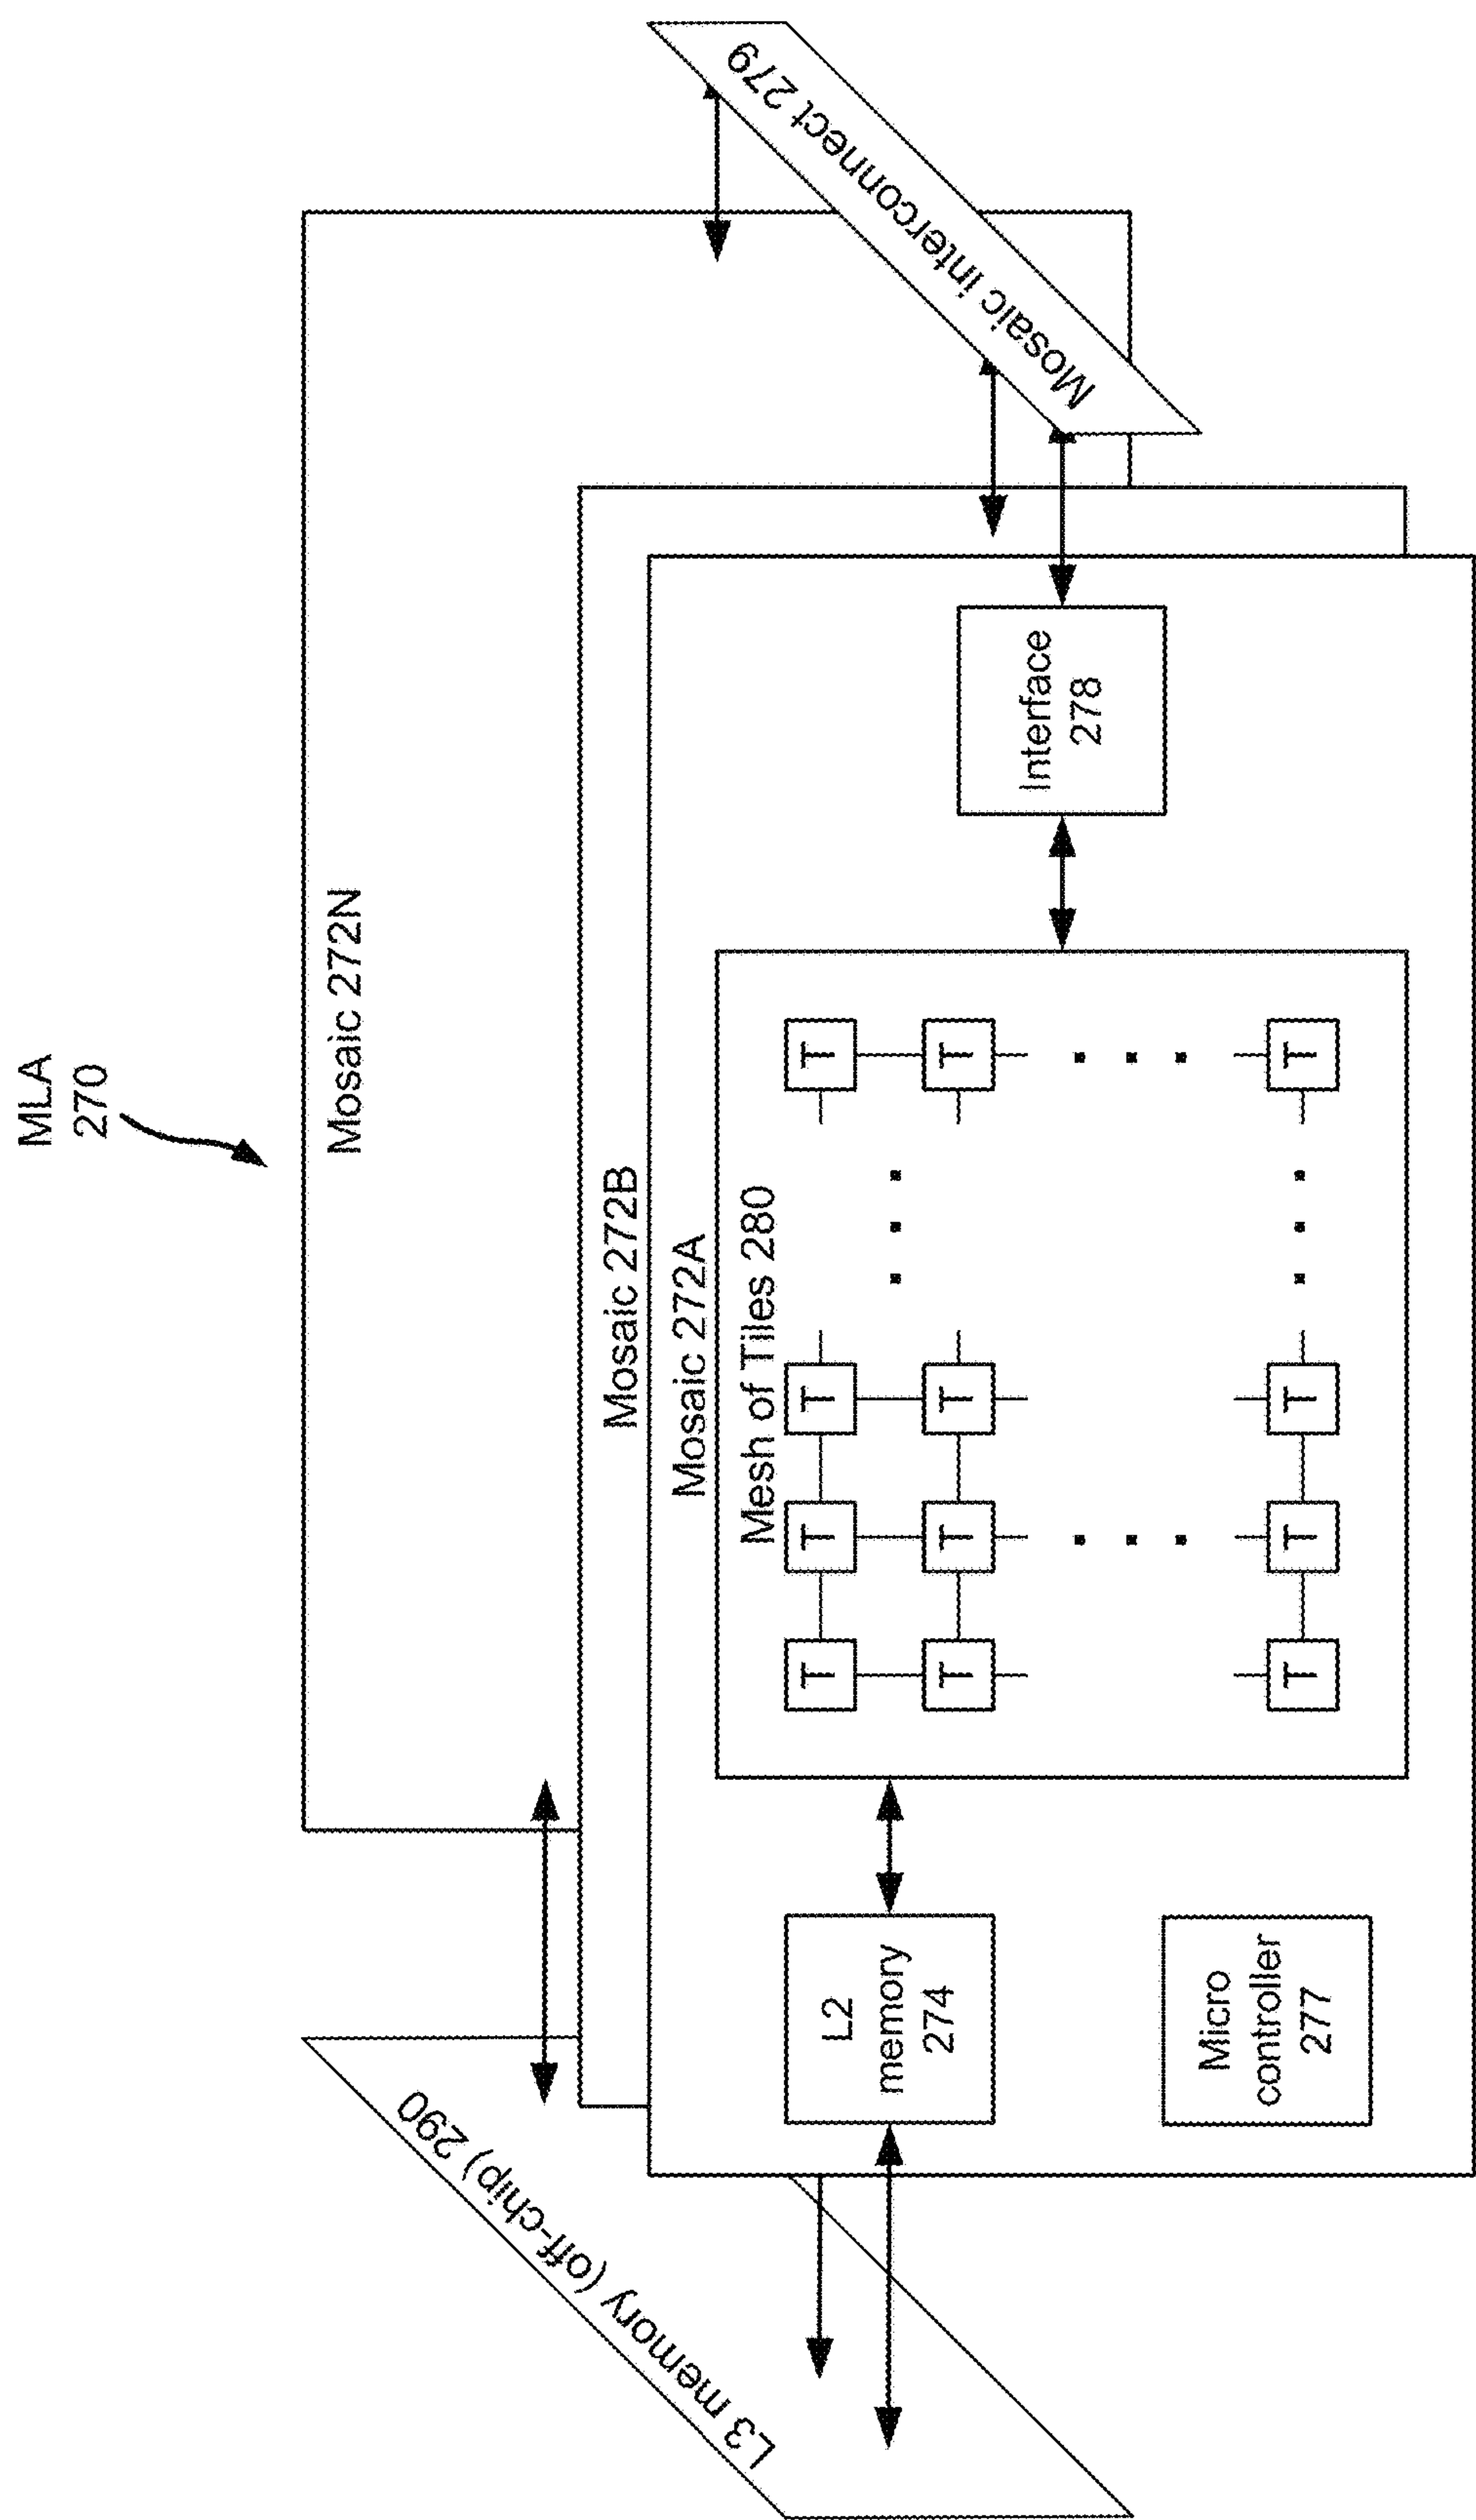 MLA
270
Mosaic 272N
Mosaic 272B
Mosaic 272A
Mesh of Tiles 280
T T T T
T T T T
T T T T
L3 memory (off-chip) 290
L2
memory
274
Micro
controller
277
Interface
278
Mosaic interconnect 279